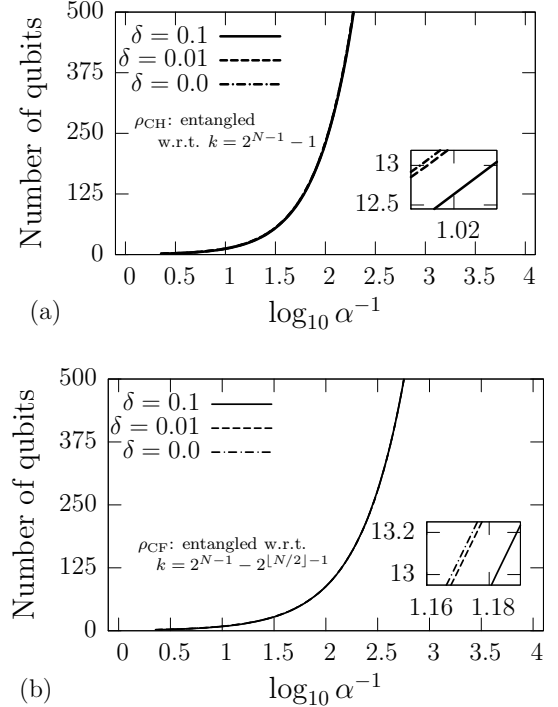 500
375
250
125
0
Number of qubits
δ = 0.1
δ = 0.01
δ = 0.0
ρCH: entangled
w.r.t. k = 2^{N−1} − 1
13
12.5
1.02
0 0.5 1 1.5 2 2.5 3 3.5 4
log₁₀ α⁻¹
(a)
500
375
250
125
0
Number of qubits
δ = 0.1
δ = 0.01
δ = 0.0
ρCF: entangled w.r.t.
k = 2^{N−1} − 2^{⌊N/2⌋−1}
13.2
13
1.16 1.18
0 0.5 1 1.5 2 2.5 3 3.5 4
log₁₀ α⁻¹
(b)